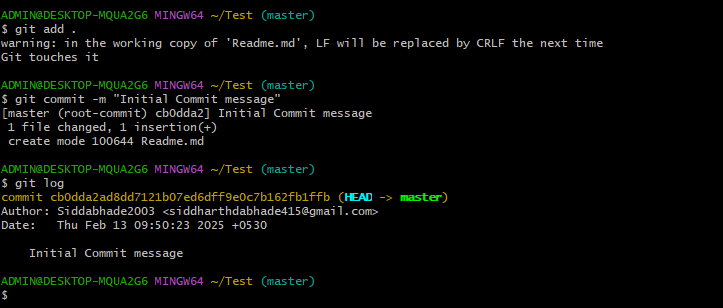 ADMIN@DESKTOP-MQUA2G6 MINGW64 ~/Test (master)
$ git add .
warning: in the working copy of 'Readme.md', LF will be replaced by CRLF the next time
Git touches it
ADMIN@DESKTOP-MQUA2G6 MINGW64 ~/Test (master)
$ git commit -m "Initial Commit message"
[master (root-commit) cb0dda2] Initial Commit message
 1 file changed, 1 insertion(+)
 create mode 100644 Readme.md
ADMIN@DESKTOP-MQUA2G6 MINGW64 ~/Test (master)
$ git log
commit cb0dda2ad8dd7121b07ed6dff9e0c7b162fb1ffb (HEAD -> master)
Author: Siddabhade2003 <siddharthdabhade415@gmail.com>
Date:   Thu Feb 13 09:50:23 2025 +0530
    Initial Commit message
ADMIN@DESKTOP-MQUA2G6 MINGW64 ~/Test (master)
$